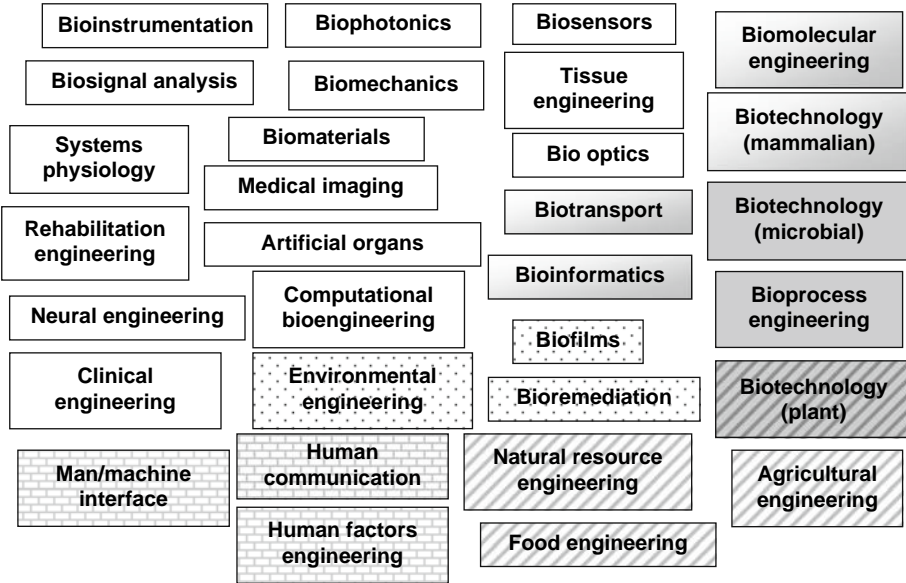 Bioinstrumentation
Biophotonics
Biosensors
Biomolecular
engineering
Biosignal analysis
Biomechanics
Tissue
engineering
Biotechnology
(mammalian)
Systems
physiology
Biomaterials
Bio optics
Medical imaging
Biotransport
Biotechnology
(microbial)
Rehabilitation
engineering
Artificial organs
Bioinformatics
Neural engineering
Computational
bioengineering
Bioprocess
engineering
Biofilms
Clinical
engineering
Environmental
engineering
Bioremediation
Biotechnology
(plant)
Man/machine
interface
Human
communication
Natural resource
engineering
Agricultural
engineering
Human factors
engineering
Food engineering